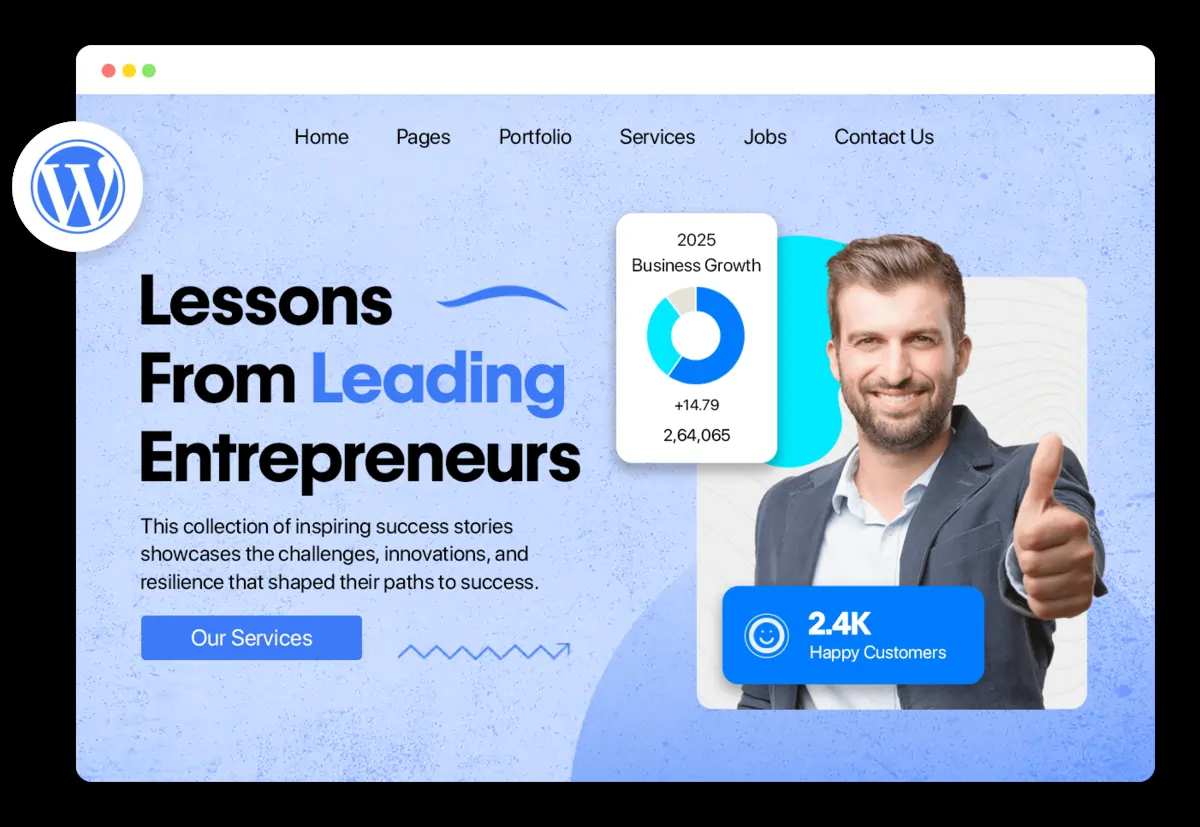 Home Pages Portfolio Services Jobs Contact Us
Lessons
From Leading
Entrepreneurs
This collection of inspiring success stories
showcases the challenges, innovations, and
resilience that shaped their paths to success.
Our Services
2025
Business Growth
+14.79
2,64,065
2.4K
Happy Customers